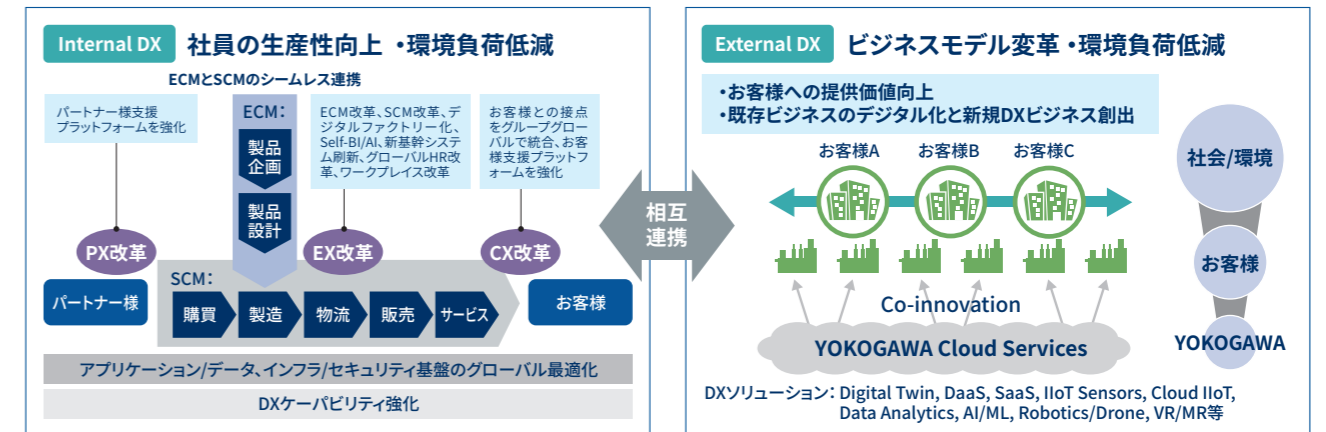 Internal DX
社員の生産性向上 ・環境負荷低減
ECMとSCMのシームレス連携
パートナー様支援
プラットフォームを強化
ECM：
製品
企画
製品
設計
ECM改革、SCM改革、デ
ジタルファクトリー化、
Self-BI/AI、新基幹システ
ム刷新、グローバルHR改
革、ワークプレイス改革
お客様との接点
をグループグロー
バルで統合、お客
様支援プラットフ
ォームを強化
PX改革
EX改革
CX改革
パートナー様
SCM：
購買
製造
物流
販売
サービス
お客様
アプリケーション/データ、インフラ/セキュリティ基盤のグローバル最適化
DXケーパビリティ強化
相互
連携
External DX
ビジネスモデル変革・環境負荷低減
・お客様への提供価値向上
・既存ビジネスのデジタル化と新規DXビジネス創出
お客様A
お客様B
お客様C
Co-innovation
YOKOGAWA Cloud Services
社会/環境
お客様
YOKOGAWA
DXソリューション：Digital Twin, DaaS, SaaS, IIoT Sensors, Cloud IIoT,
Data Analytics, AI/ML, Robotics/Drone, VR/MR等